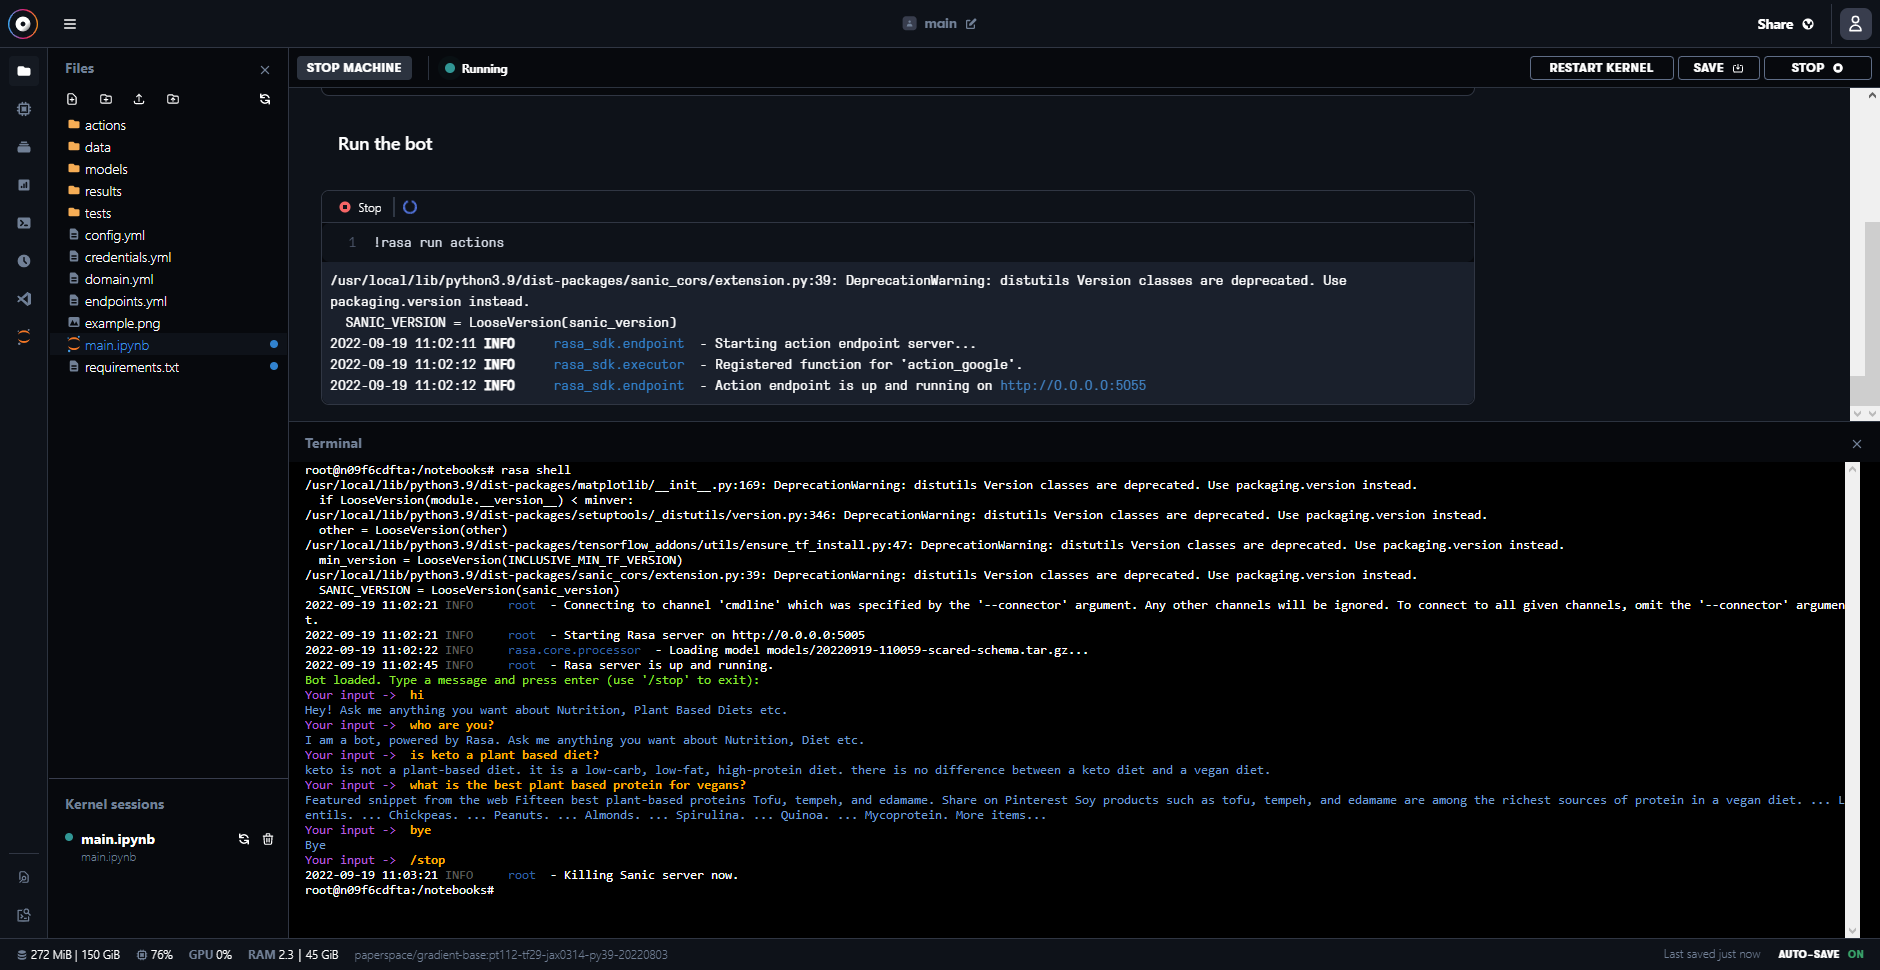 main
Share
Files
STOP MACHINE
Running
RESTART KERNEL
SAVE
STOP
actions
data
models
results
tests
config.yml
credentials.yml
domain.yml
endpoints.yml
example.png
main.ipynb
requirements.txt
Kernel sessions
main.ipynb
main.ipynb
Run the bot
Stop
1 !rasa run actions
/usr/local/lib/python3.9/dist-packages/sanic_cors/extension.py:39: DeprecationWarning: distutils Version classes are deprecated. Use
packaging.version instead.
SANIC_VERSION = LooseVersion(sanic_version)
2022-09-19 11:02:11 INFO rasa_sdk.endpoint - Starting action endpoint server...
2022-09-19 11:02:12 INFO rasa_sdk.executor - Registered function for 'action_google'.
2022-09-19 11:02:12 INFO rasa_sdk.endpoint - Action endpoint is up and running on http://0.0.0.0:5055
Terminal
root@n09f6cdfta:/notebooks# rasa shell
/usr/local/lib/python3.9/dist-packages/matplotlib/__init__.py:169: DeprecationWarning: distutils Version classes are deprecated. Use packaging.version instead.
if LooseVersion(module.__version__) < minver:
/usr/local/lib/python3.9/dist-packages/setuptools/_distutils/version.py:346: DeprecationWarning: distutils Version classes are deprecated. Use packaging.version instead.
other = LooseVersion(other)
/usr/local/lib/python3.9/dist-packages/tensorflow_addons/utils/ensure_tf_install.py:47: DeprecationWarning: distutils Version classes are deprecated. Use packaging.version instead.
min_version = LooseVersion(INCLUSIVE_MIN_TF_VERSION)
/usr/local/lib/python3.9/dist-packages/sanic_cors/extension.py:39: DeprecationWarning: distutils Version classes are deprecated. Use packaging.version instead.
SANIC_VERSION = LooseVersion(sanic_version)
2022-09-19 11:02:21 INFO root - Connecting to channel 'cmdline' which was specified by the '--connector' argument. Any other channels will be ignored. To connect to all given channels, omit the '--connector' argumen
t.
2022-09-19 11:02:21 INFO root - Starting Rasa server on http://0.0.0.0:5005
2022-09-19 11:02:22 INFO rasa.core.processor - Loading model models/20220919-110059-scared-schema.tar.gz...
2022-09-19 11:02:45 INFO root - Rasa server is up and running.
Bot loaded. Type a message and press enter (use '/stop' to exit):
Your input -> hi
Hey! Ask me anything you want about Nutrition, Plant Based Diets etc.
Your input -> who are you?
I am a bot, powered by Rasa. Ask me anything you want about Nutrition, Diet etc.
Your input -> is keto a plant based diet?
keto is not a plant-based diet. it is a low-carb, low-fat, high-protein diet. there is no difference between a keto diet and a vegan diet.
Your input -> what is the best plant based protein for vegans?
Featured snippet from the web Fifteen best plant-based proteins Tofu, tempeh, and edamame. Share on Pinterest Soy products such as tofu, tempeh, and edamame are among the richest sources of protein in a vegan diet. ... L
entils. ... Chickpeas. ... Peanuts. ... Almonds. ... Spirulina. ... Quinoa. ... Mycoprotein. More items...
Your input -> bye
Bye
Your input -> /stop
2022-09-19 11:03:21 INFO root - Killing Sanic server now.
root@n09f6cdfta:/notebooks#
272 MiB | 150 GiB 76% GPU 0% RAM 2.3 | 45 GiB paperspace/gradient-base:pt112-tf29-jax0314-py39-20220803
Last saved just now AUTO-SAVE ON